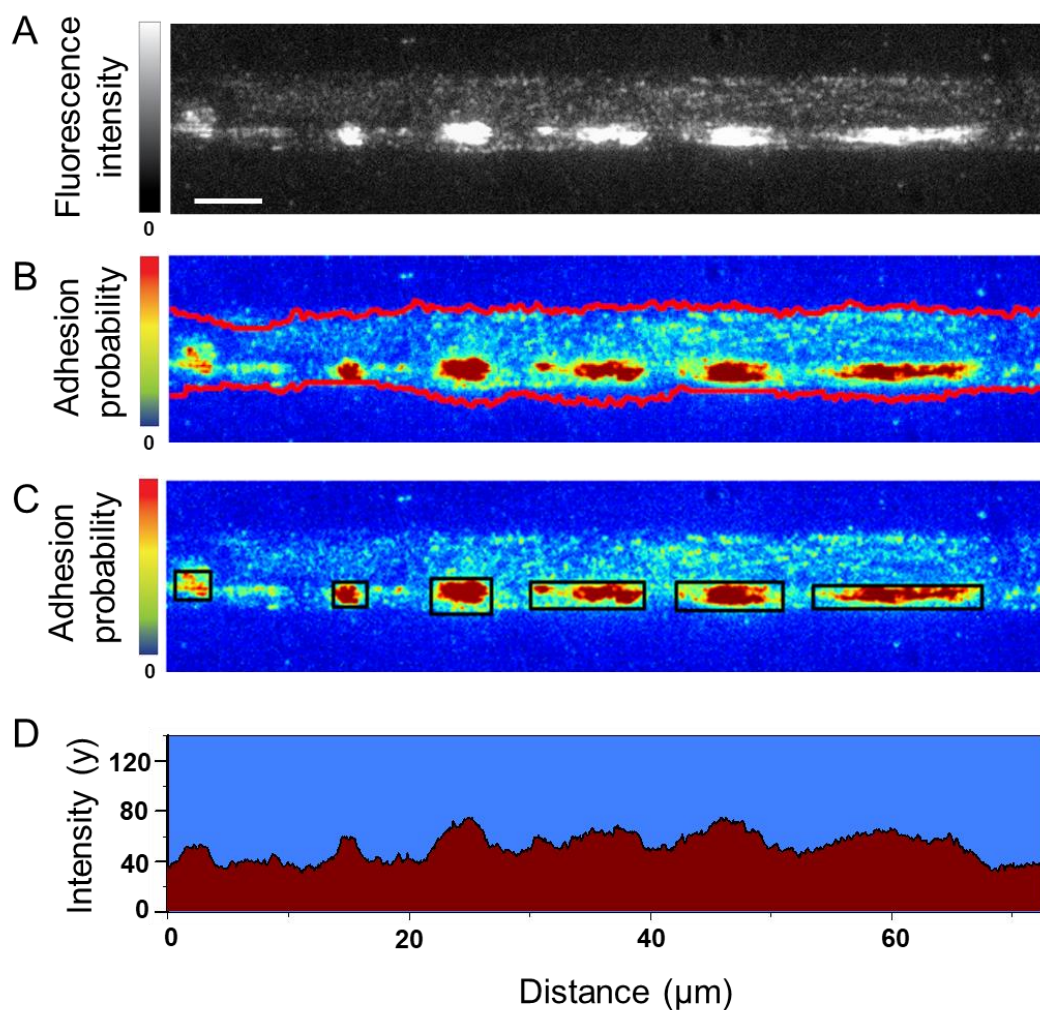 A
Fluorescence
intensity
0
B
Adhesion
probability
0
C
Adhesion
probability
0
D
Intensity (y)
120
80
40
0
0
20
40
60
Distance (µm)